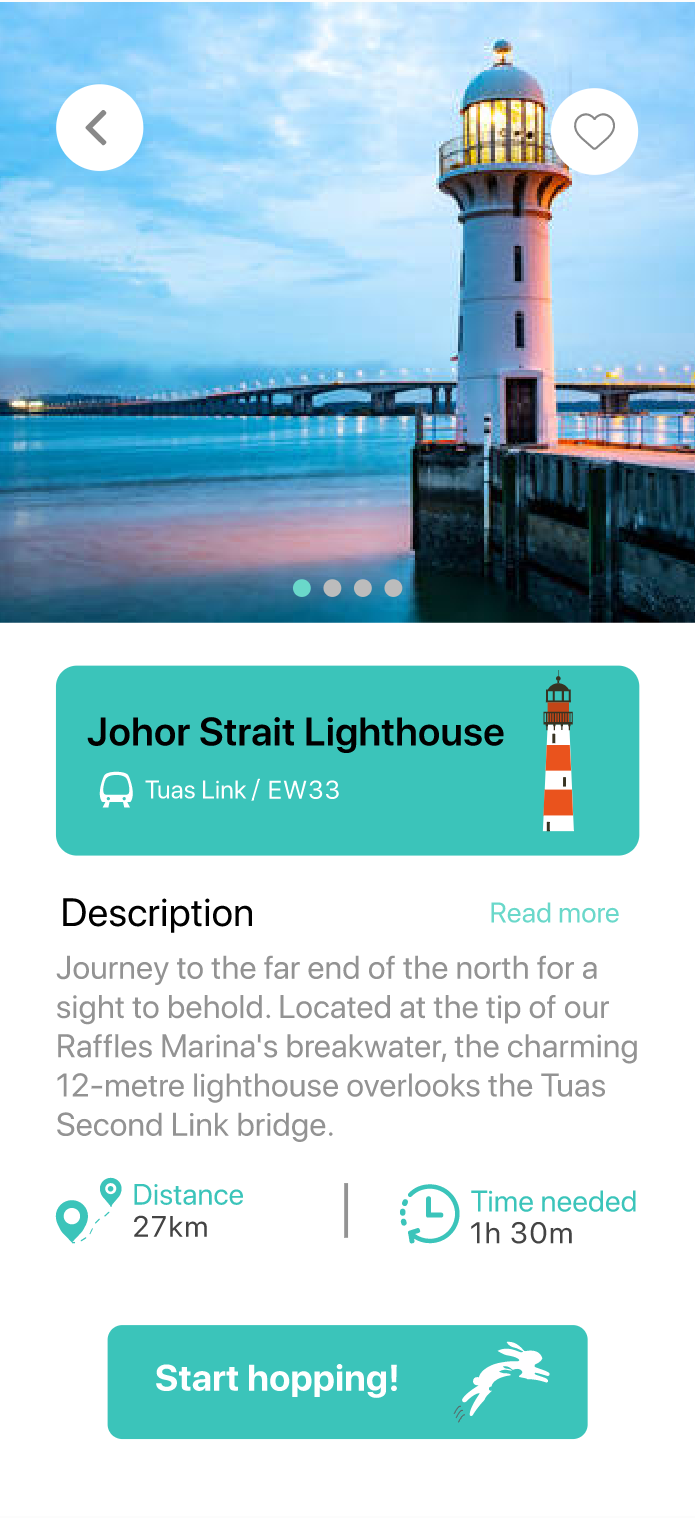 Johor Strait Lighthouse
Tuas Link / EW33
Description
Read more
Journey to the far end of the north for a
sight to behold. Located at the tip of our
Raffles Marina's breakwater, the charming
12-metre lighthouse overlooks the Tuas
Second Link bridge.
Distance
27km
Time needed
1h 30m
Start hopping!